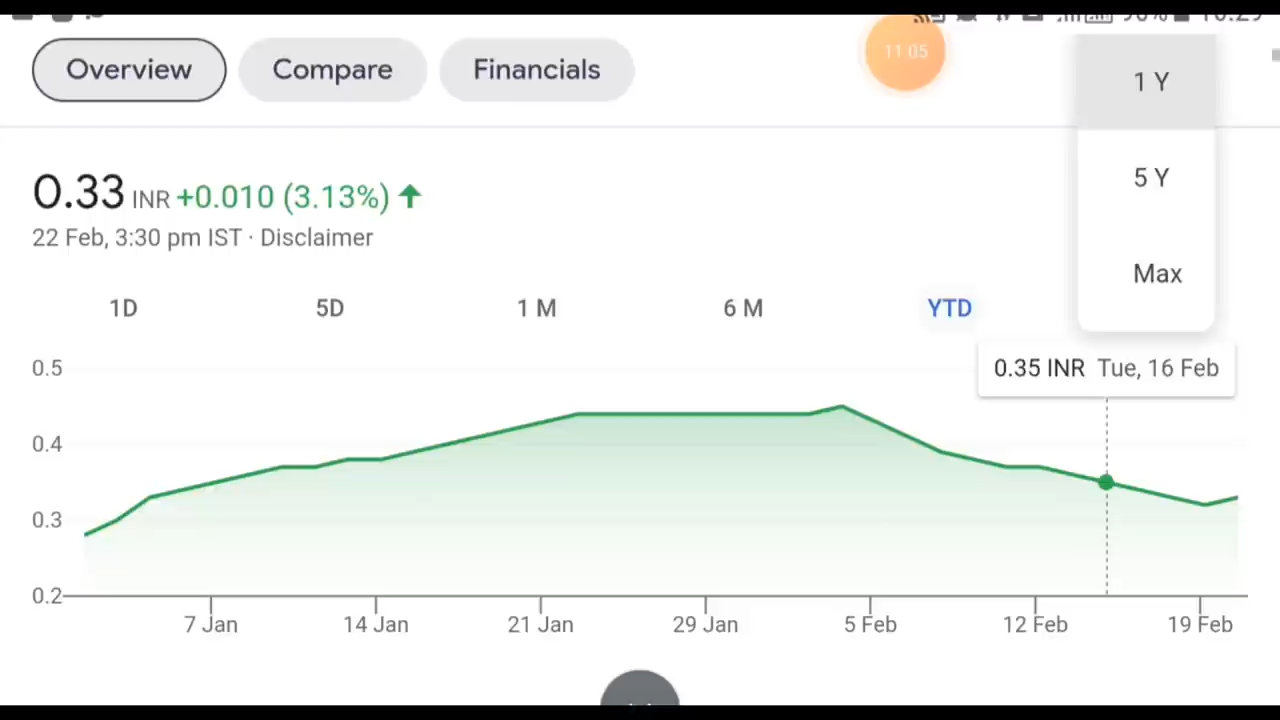 Overview Compare Financials
11:05
1 Y
5 Y
Max
0.33 INR +0.010 (3.13%) ↑
22 Feb, 3:30 pm IST · Disclaimer
1D 5D 1 M 6 M YTD
0.35 INR Tue, 16 Feb
0.5
0.4
0.3
0.2
7 Jan 14 Jan 21 Jan 29 Jan 5 Feb 12 Feb 19 Feb